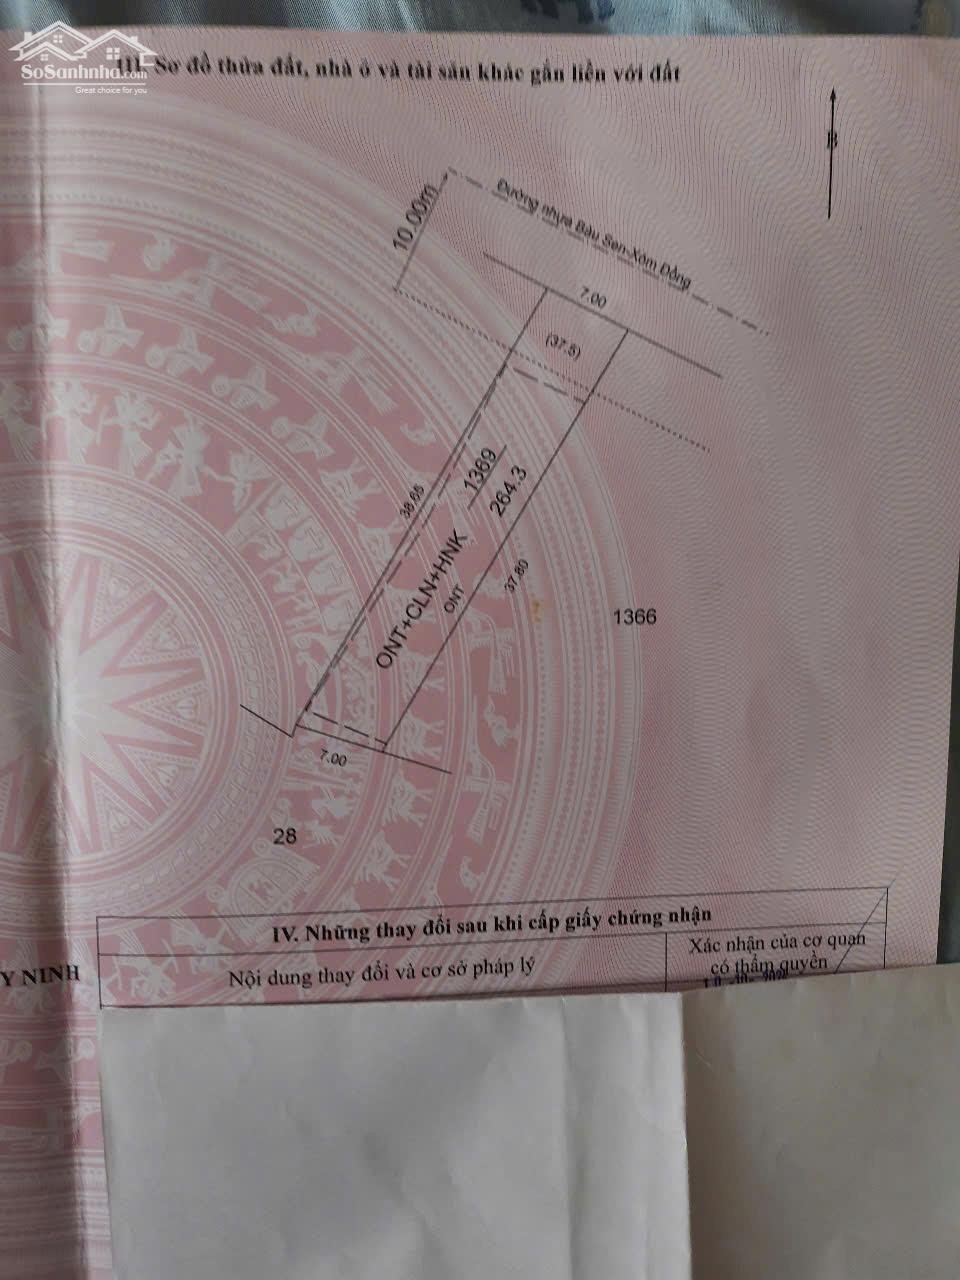 SoSanhnha.com
Great choice for you
III. Sơ đồ thửa đất, nhà ở và tài sản khác gắn liền với đất
B
Đường nhựa Bàu Sen-Xóm Đồng
10.00m
7.00
(37.5)
1369
264.3
38.65
ONT+CLN+HNK
ONT
37.80
1366
7.00
28
IV. Những thay đổi sau khi cấp giấy chứng nhận
Nội dung thay đổi và cơ sở pháp lý
Xác nhận của cơ quan
có thẩm quyền
Y NINH